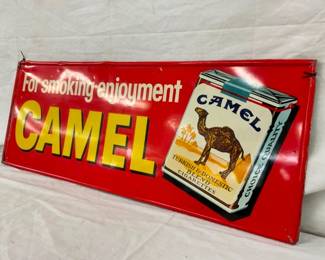 For smoking enjoyment
CAMEL
CAMEL
TURKISH & DOMESTIC
BLEND
CIGARETTES
CHOICE QUALITY